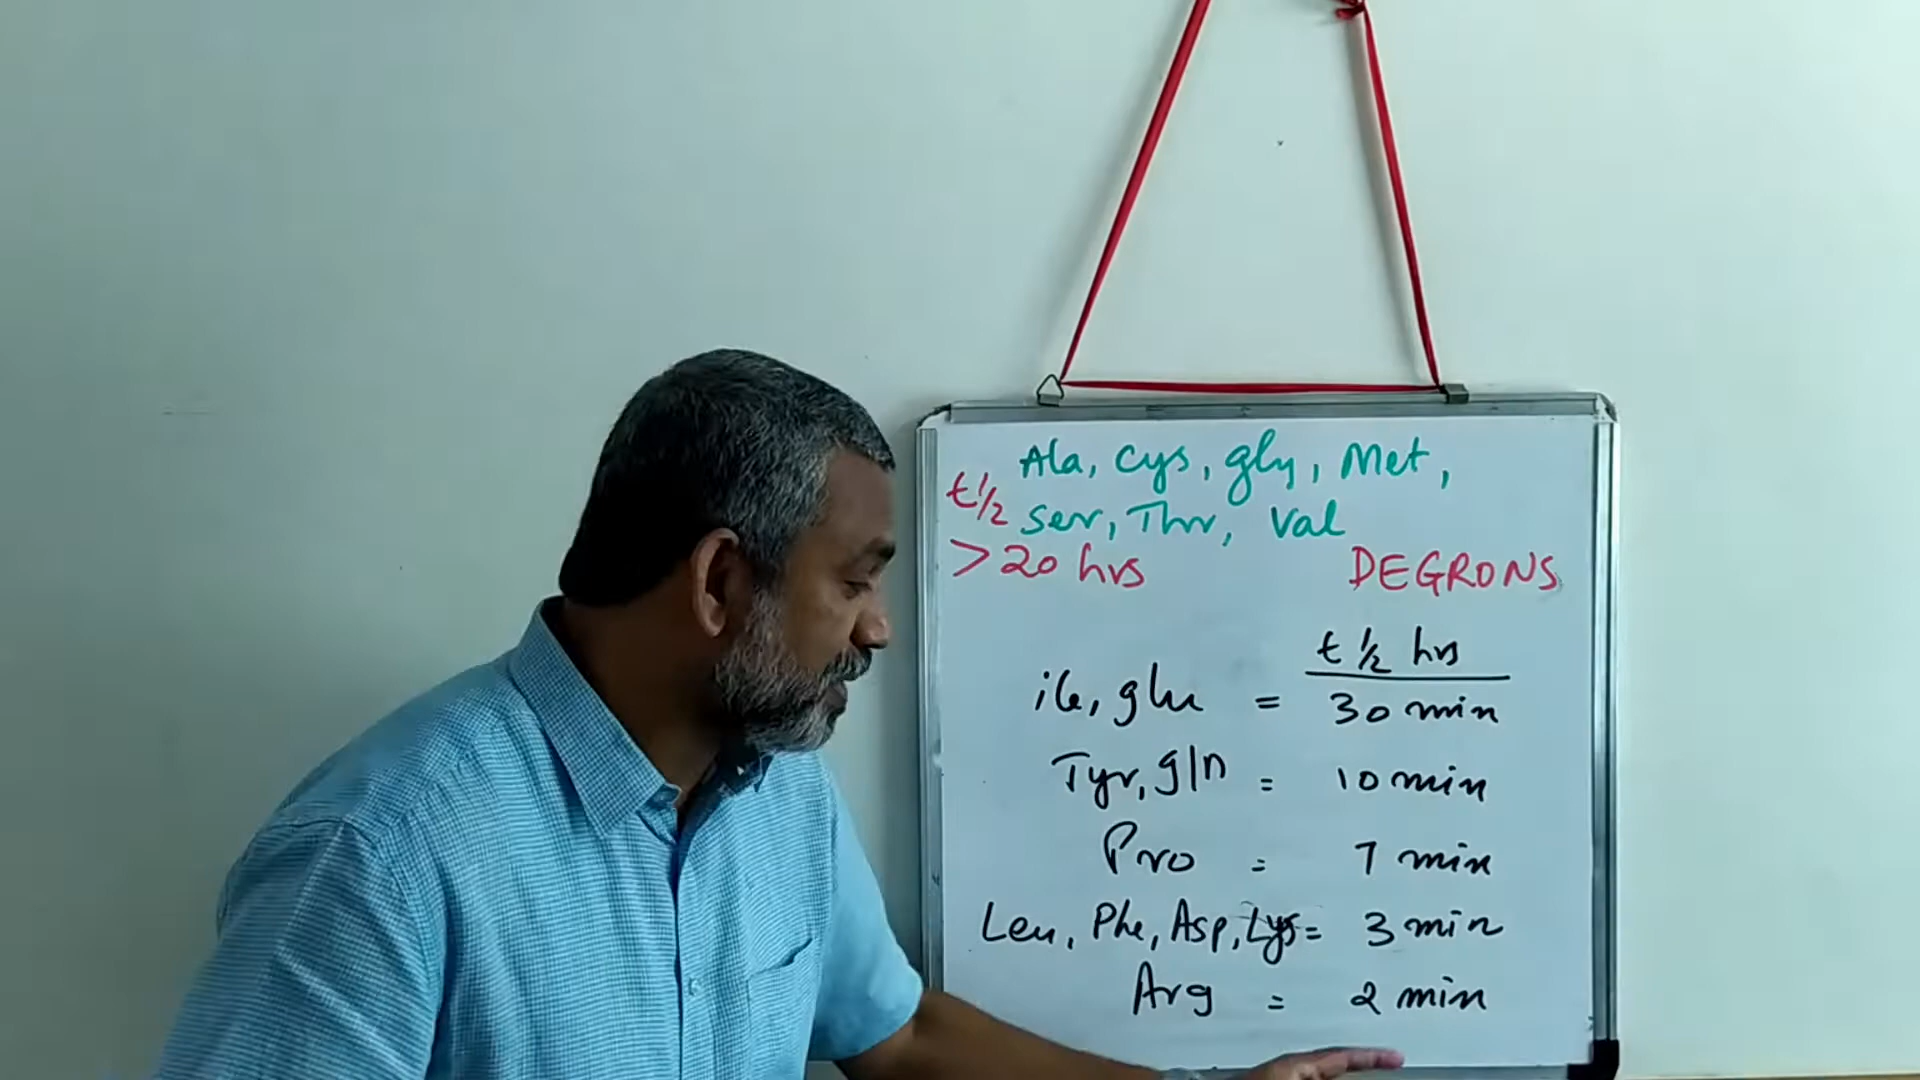 Ala, Cys, gly, Met,
t½ Ser, Thr, Val
>20 hrs DEGRONS
t½ hrs
ile, glu = 30 min
Tyr, gln = 10 min
Pro = 7 min
Leu, Phe, Asp, Lys = 3 min
Arg = 2 min